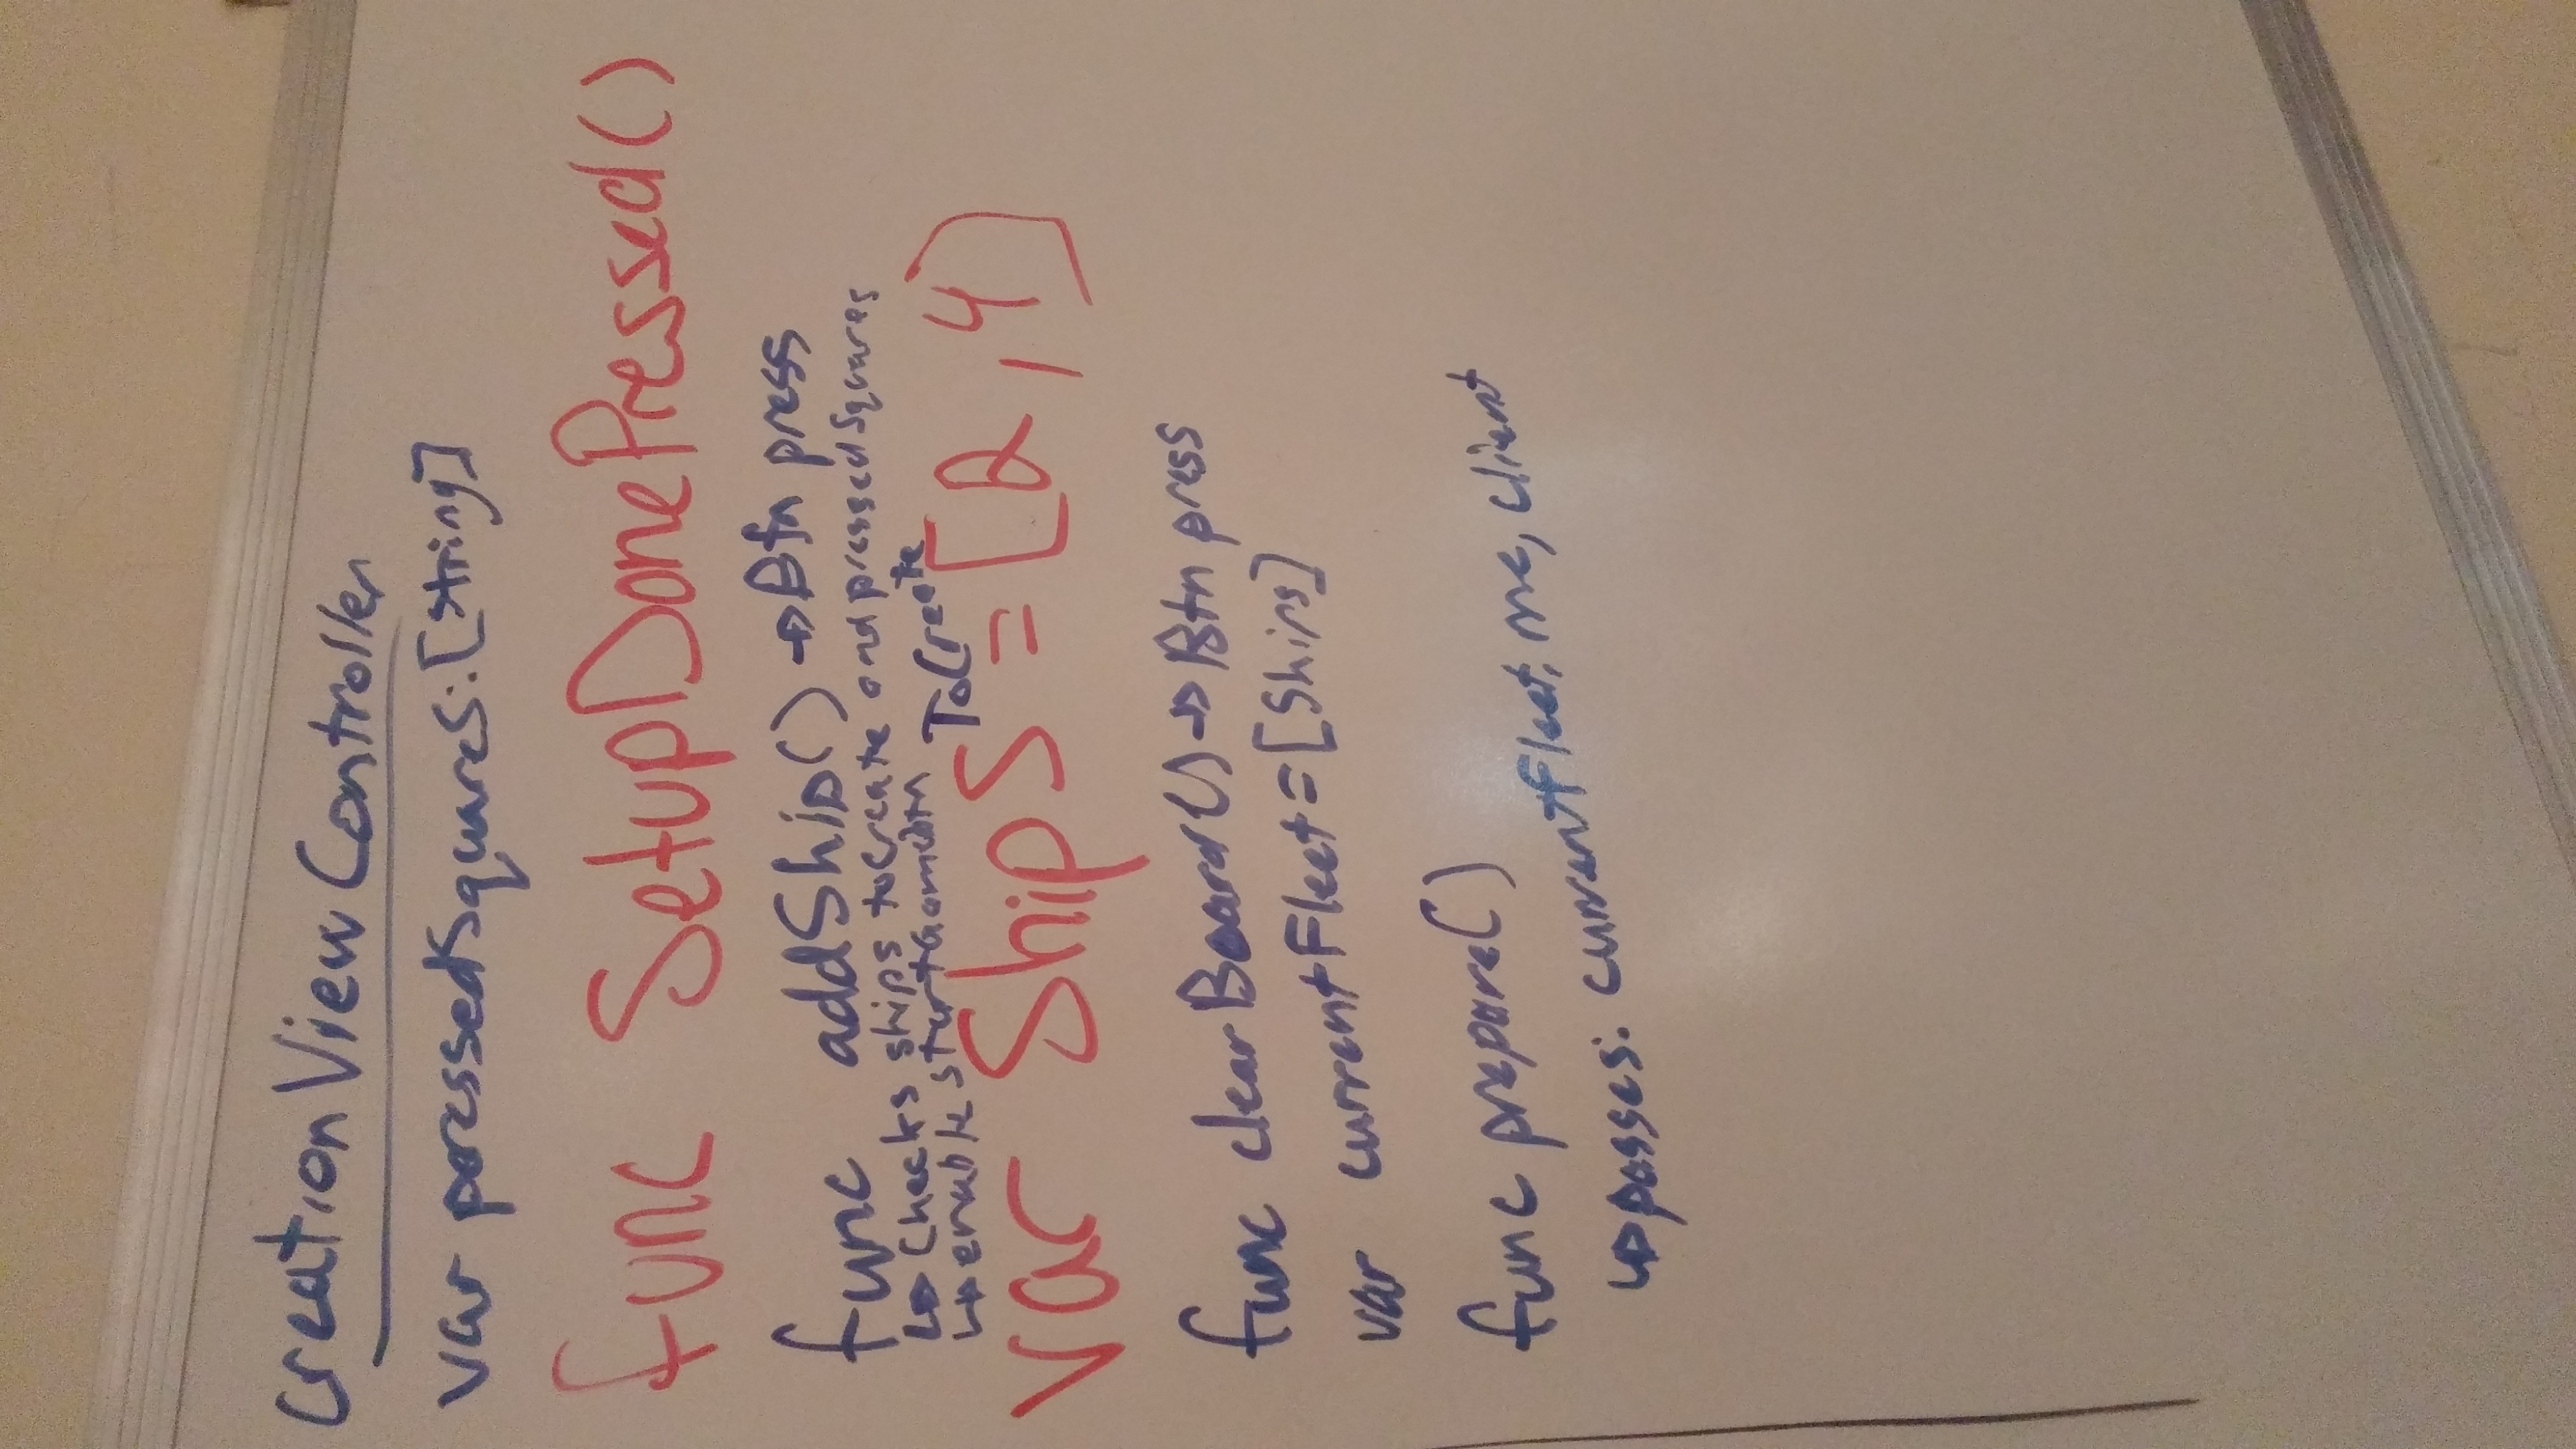 creationViewController
var pressedSquares:[String]
func SetupDonePressed()
func addShip() → Btn press
↳ Checks ships toCreate and pressedSquares
↳ enable startGameBtn
var ShipsToCreate = [2,4]
func clearBoard() → Btn press
var currentFleet = [Ships]
func prepare()
↳ passes: currentFleet, me, client